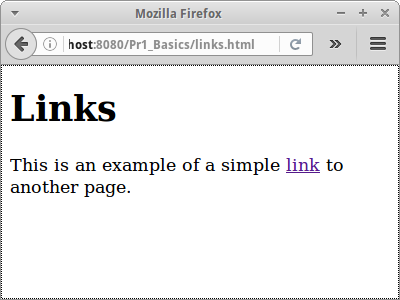 Mozilla Firefox
host:8080/Pr1_Basics/links.html
Links
This is an example of a simple link to
another page.